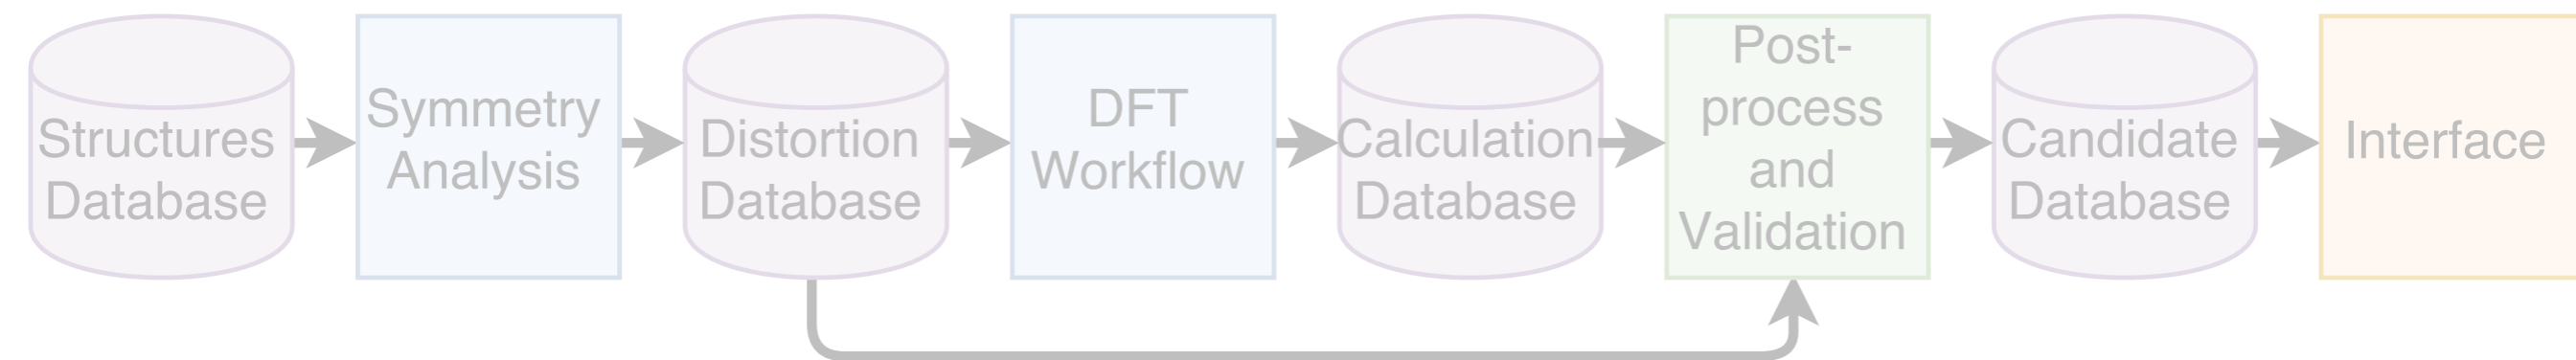 Structures
Database
Symmetry
Analysis
Distortion
Database
DFT
Workflow
Calculation
Database
Post-
process
and
Validation
Candidate
Database
Interface